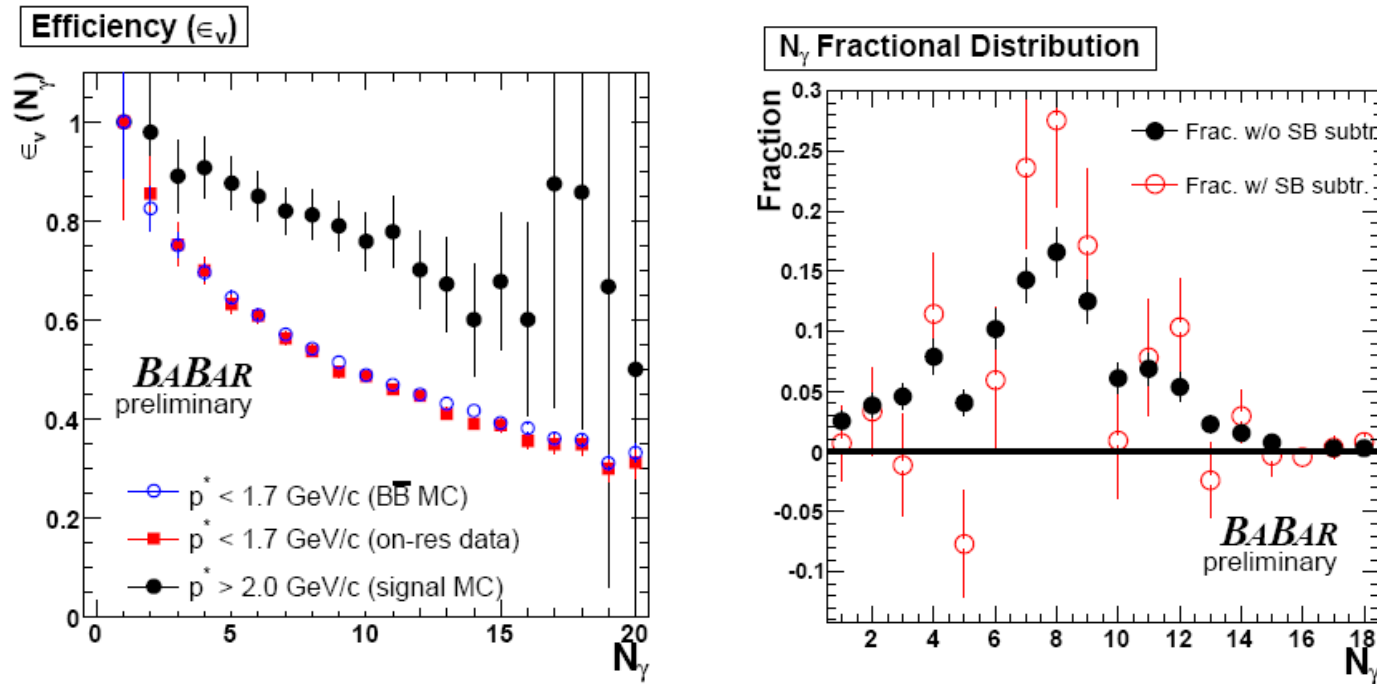 Efficiency (ϵᵥ)
ϵᵥ (Nᵧ)
1
0.8
0.6
0.4
0.2
0
BABAR
preliminary
p* < 1.7 GeV/c (BB̅ MC)
p* < 1.7 GeV/c (on-res data)
p* > 2.0 GeV/c (signal MC)
0 5 10 15 20
Nᵧ
Nᵧ Fractional Distribution
Fraction
0.3
0.25
0.2
0.15
0.1
0.05
0
-0.05
-0.1
Frac. w/o SB subtr.
Frac. w/ SB subtr.
BABAR
preliminary
2 4 6 8 10 12 14 16 18
Nᵧ